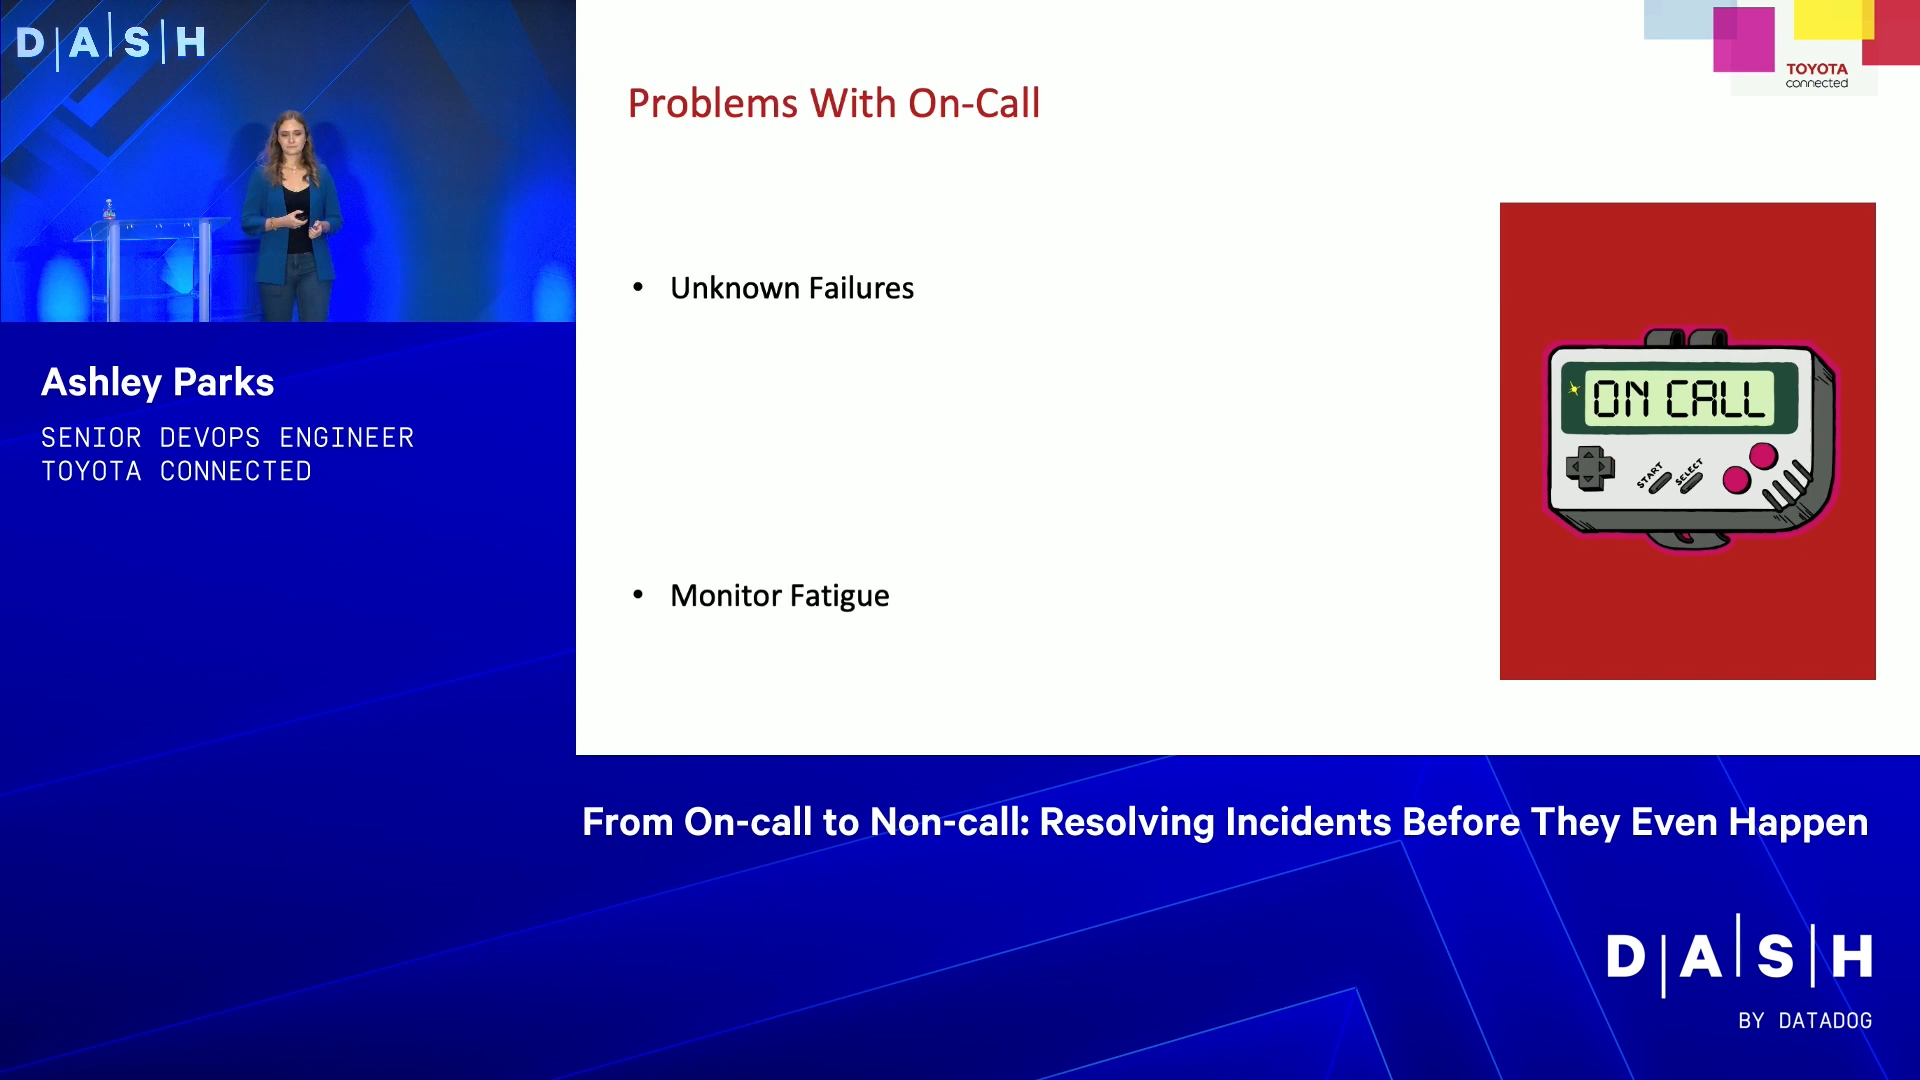 D|A|S|H
Ashley Parks
SENIOR DEVOPS ENGINEER
TOYOTA CONNECTED
TOYOTA
connected
Problems With On-Call
• Unknown Failures
• Monitor Fatigue
ON CALL
START
SELECT
From On-call to Non-call: Resolving Incidents Before They Even Happen
D|A|S|H
BY DATADOG